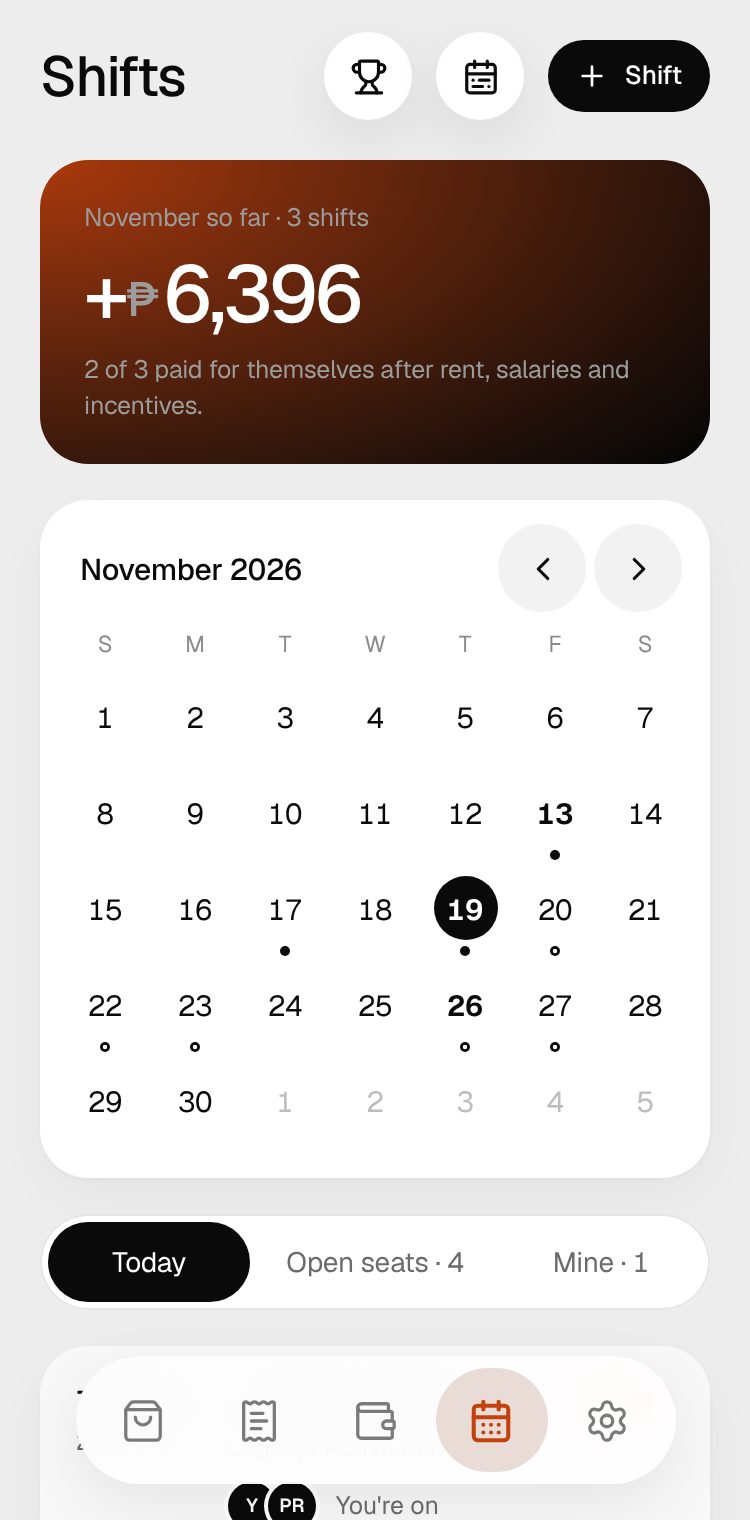 Shifts
Shift
November so far · 3 shifts
+₱6,396
2 of 3 paid for themselves after rent, salaries and
incentives.
November 2026
S M T W T F S
1 2 3 4 5 6 7
8 9 10 11 12 13 14
15 16 17 18 19 20 21
22 23 24 25 26 27 28
29 30 1 2 3 4 5
Today Open seats · 4 Mine · 1
Y PR You're on